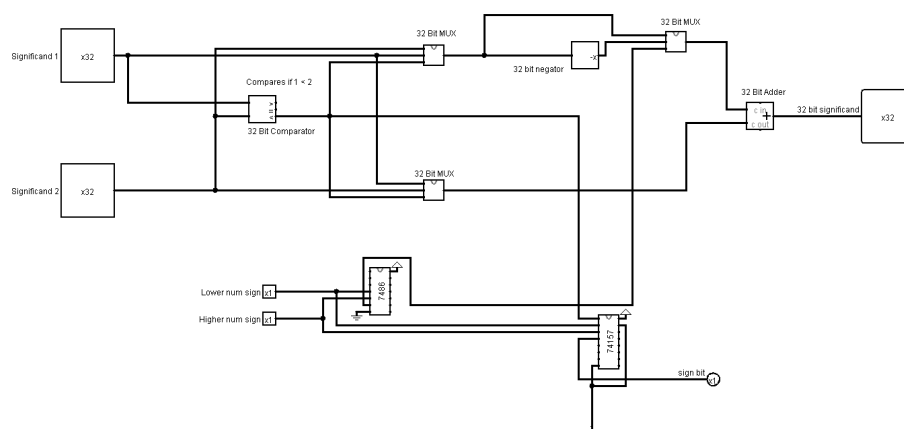 32 Bit MUX
32 Bit MUX
Significand 1
x32
-x
32 bit negator
Compares if 1 < 2
< = >
32 Bit Comparator
32 Bit Adder
c in
+
c out
32 bit significand
x32
32 Bit MUX
Significand 2
x32
Lower num sign
x1
7486
Higher num sign
x1
74157
sign bit
x1